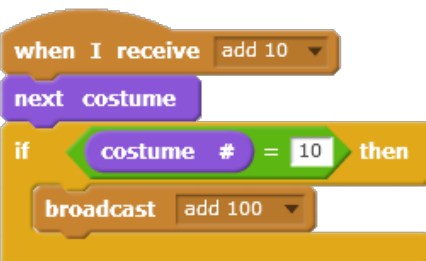 when I receive add 10
next costume
if costume # = 10 then
broadcast add 100